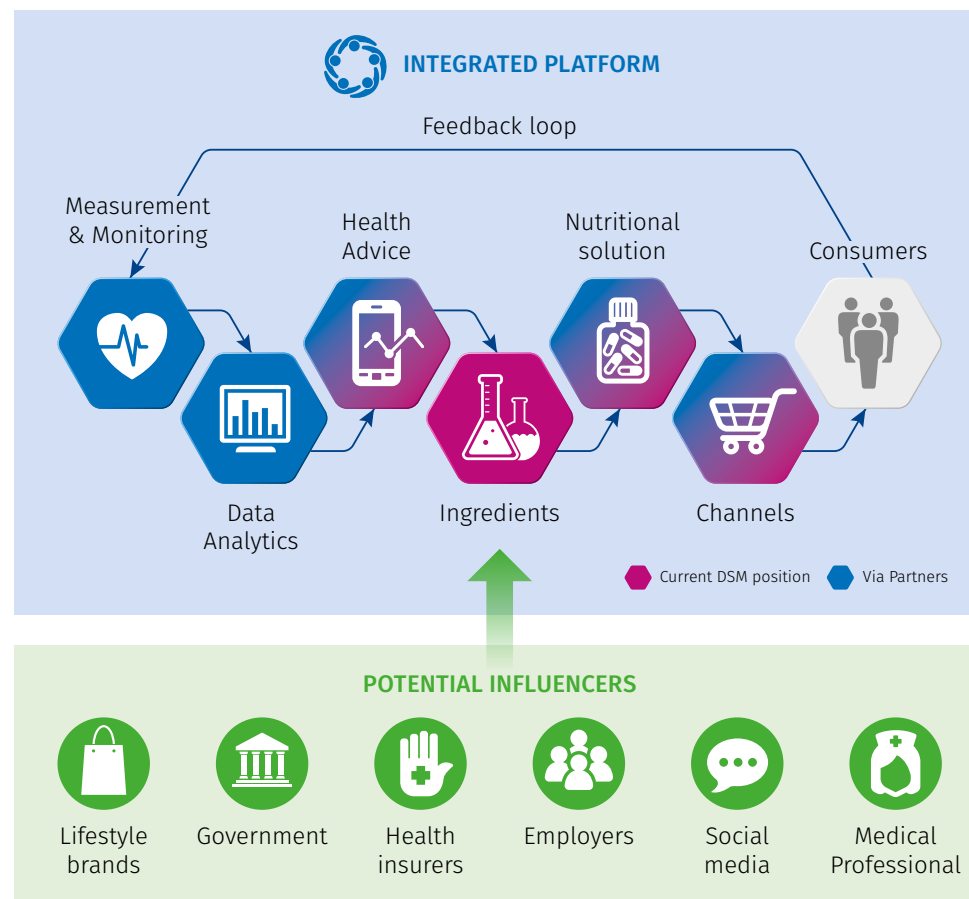 INTEGRATED PLATFORM
Feedback loop
Measurement
& Monitoring
Health
Advice
Nutritional
solution
Consumers
Data
Analytics
Ingredients
Channels
Current DSM position
Via Partners
POTENTIAL INFLUENCERS
Lifestyle
brands
Government
Health
insurers
Employers
Social
media
Medical
Professional